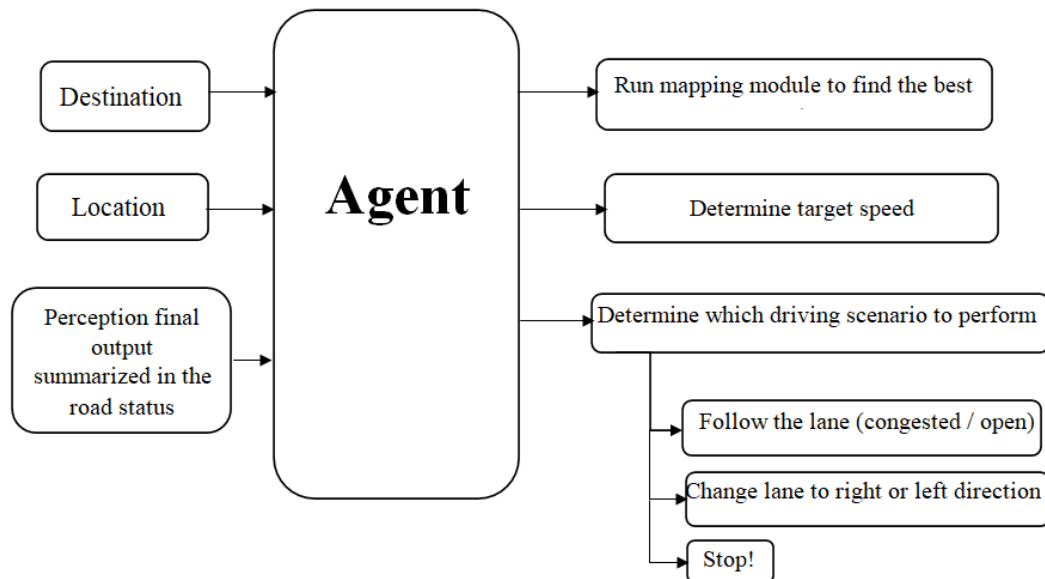 Destination
Location
Perception final
output
summarized in the
road status
Agent
Run mapping module to find the best
Determine target speed
Determine which driving scenario to perform
Follow the lane (congested / open)
Change lane to right or left direction
Stop!